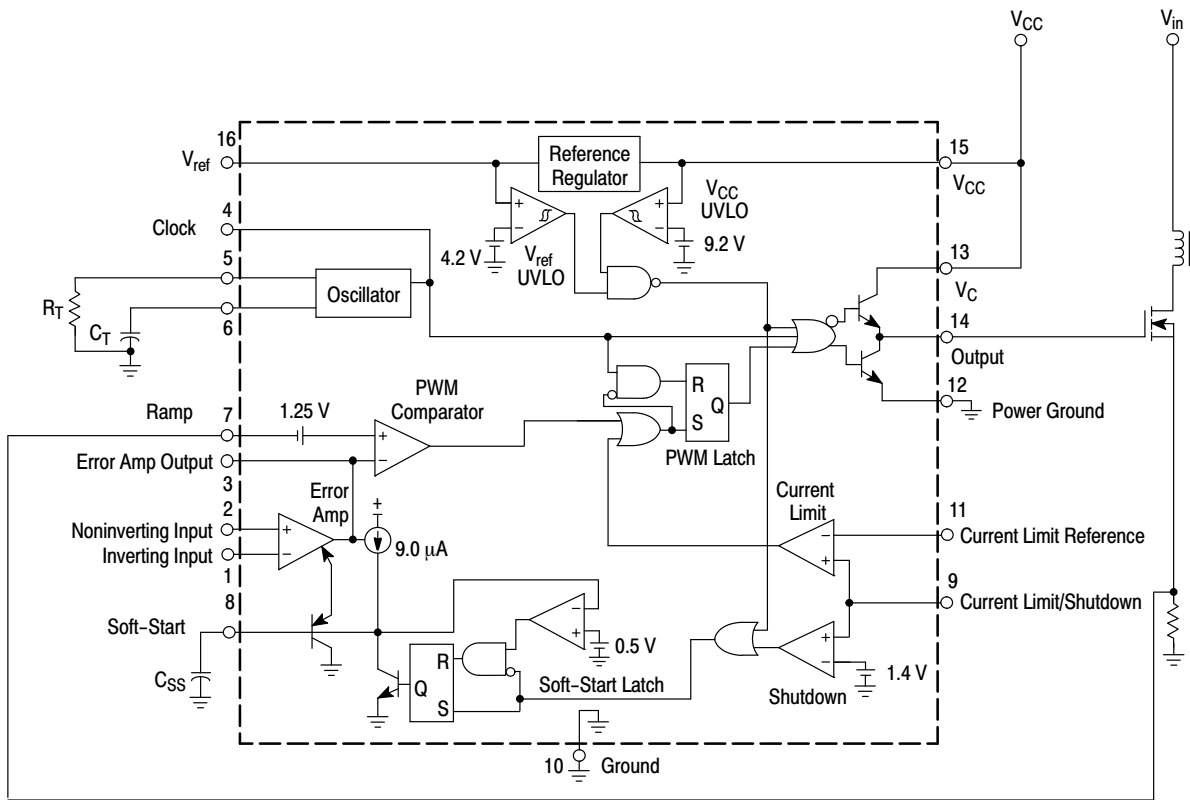 VCC
Vin
16
Vref
Reference
Regulator
15
VCC
VCC
UVLO
4
Clock
4.2 V
Vref
UVLO
9.2 V
13
VC
5
RT
CT
Oscillator
6
14
Output
12
Power Ground
Ramp
7
1.25 V
PWM
Comparator
R
Q
S
PWM Latch
Error Amp Output
3
2
Error
Amp
+
-
+
-
Noninverting Input
Inverting Input
1
9.0 µA
Current
Limit
11
Current Limit Reference
9
Current Limit/Shutdown
8
Soft-Start
CSS
0.5 V
R
Q
S
Soft-Start Latch
1.4 V
Shutdown
10
Ground